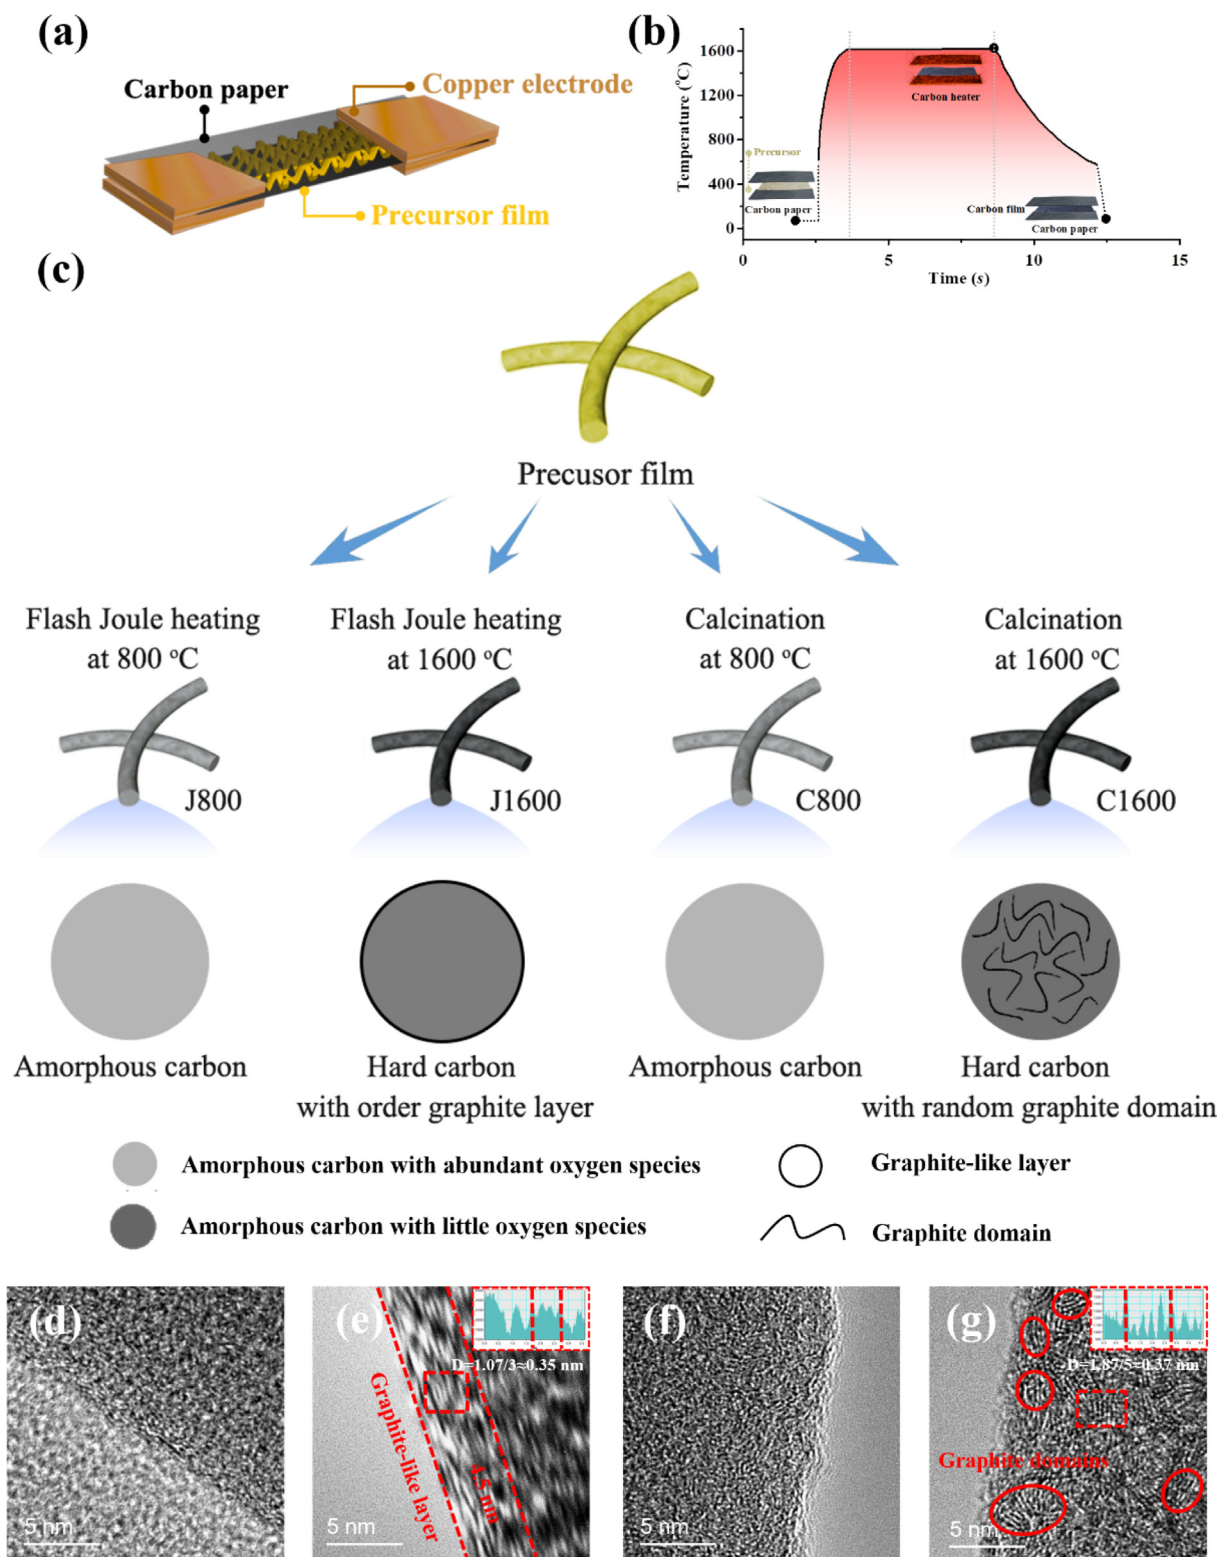 (a)
Carbon paper
Copper electrode
Precursor film
(b)
Temperature (°C)
1600
1200
800
400
0
0
5
10
15
Time (s)
Carbon heater
Precursor
Carbon paper
Carbon film
Carbon paper
(c)
Precusor film
Flash Joule heating
at 800 °C
Flash Joule heating
at 1600 °C
Calcination
at 800 °C
Calcination
at 1600 °C
J800
J1600
C800
C1600
Amorphous carbon
Hard carbon
with order graphite layer
Amorphous carbon
Hard carbon
with random graphite domain
Amorphous carbon with abundant oxygen species
Graphite-like layer
Amorphous carbon with little oxygen species
Graphite domain
(d)
5 nm
(e)
D=1.07/3≈0.35 nm
Graphite-like layer
4.5 nm
5 nm
(f)
5 nm
(g)
D=1.87/5≈0.37 nm
Graphite domains
5 nm